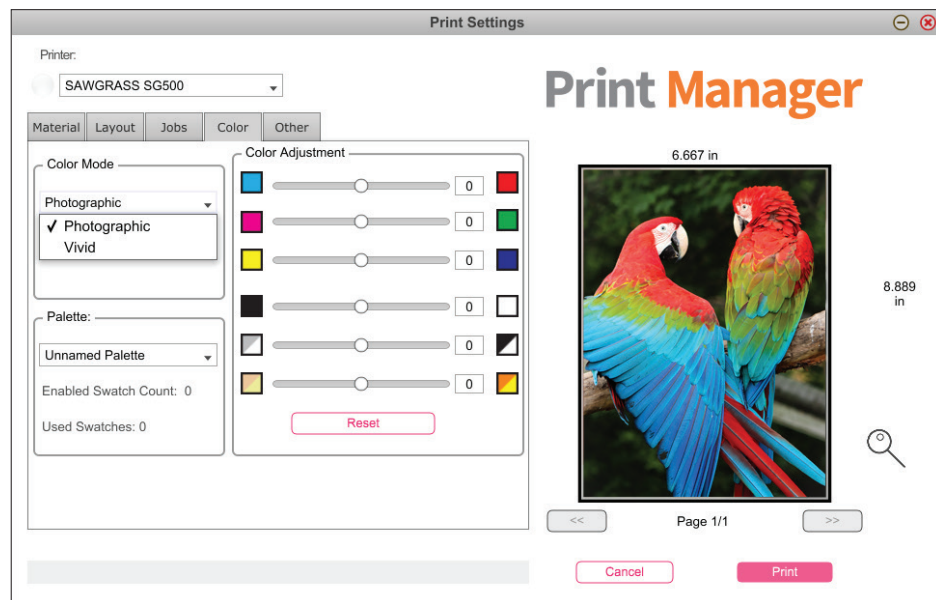 Print Settings
Printer:
SAWGRASS SG500
Print Manager
Material Layout Jobs Color Other
Color Mode
Photographic
✓ Photographic
Vivid
Color Adjustment
0
0
0
0
0
0
Reset
Palette:
Unnamed Palette
Enabled Swatch Count: 0
Used Swatches: 0
6.667 in
8.889
in
<< Page 1/1 >>
Cancel Print